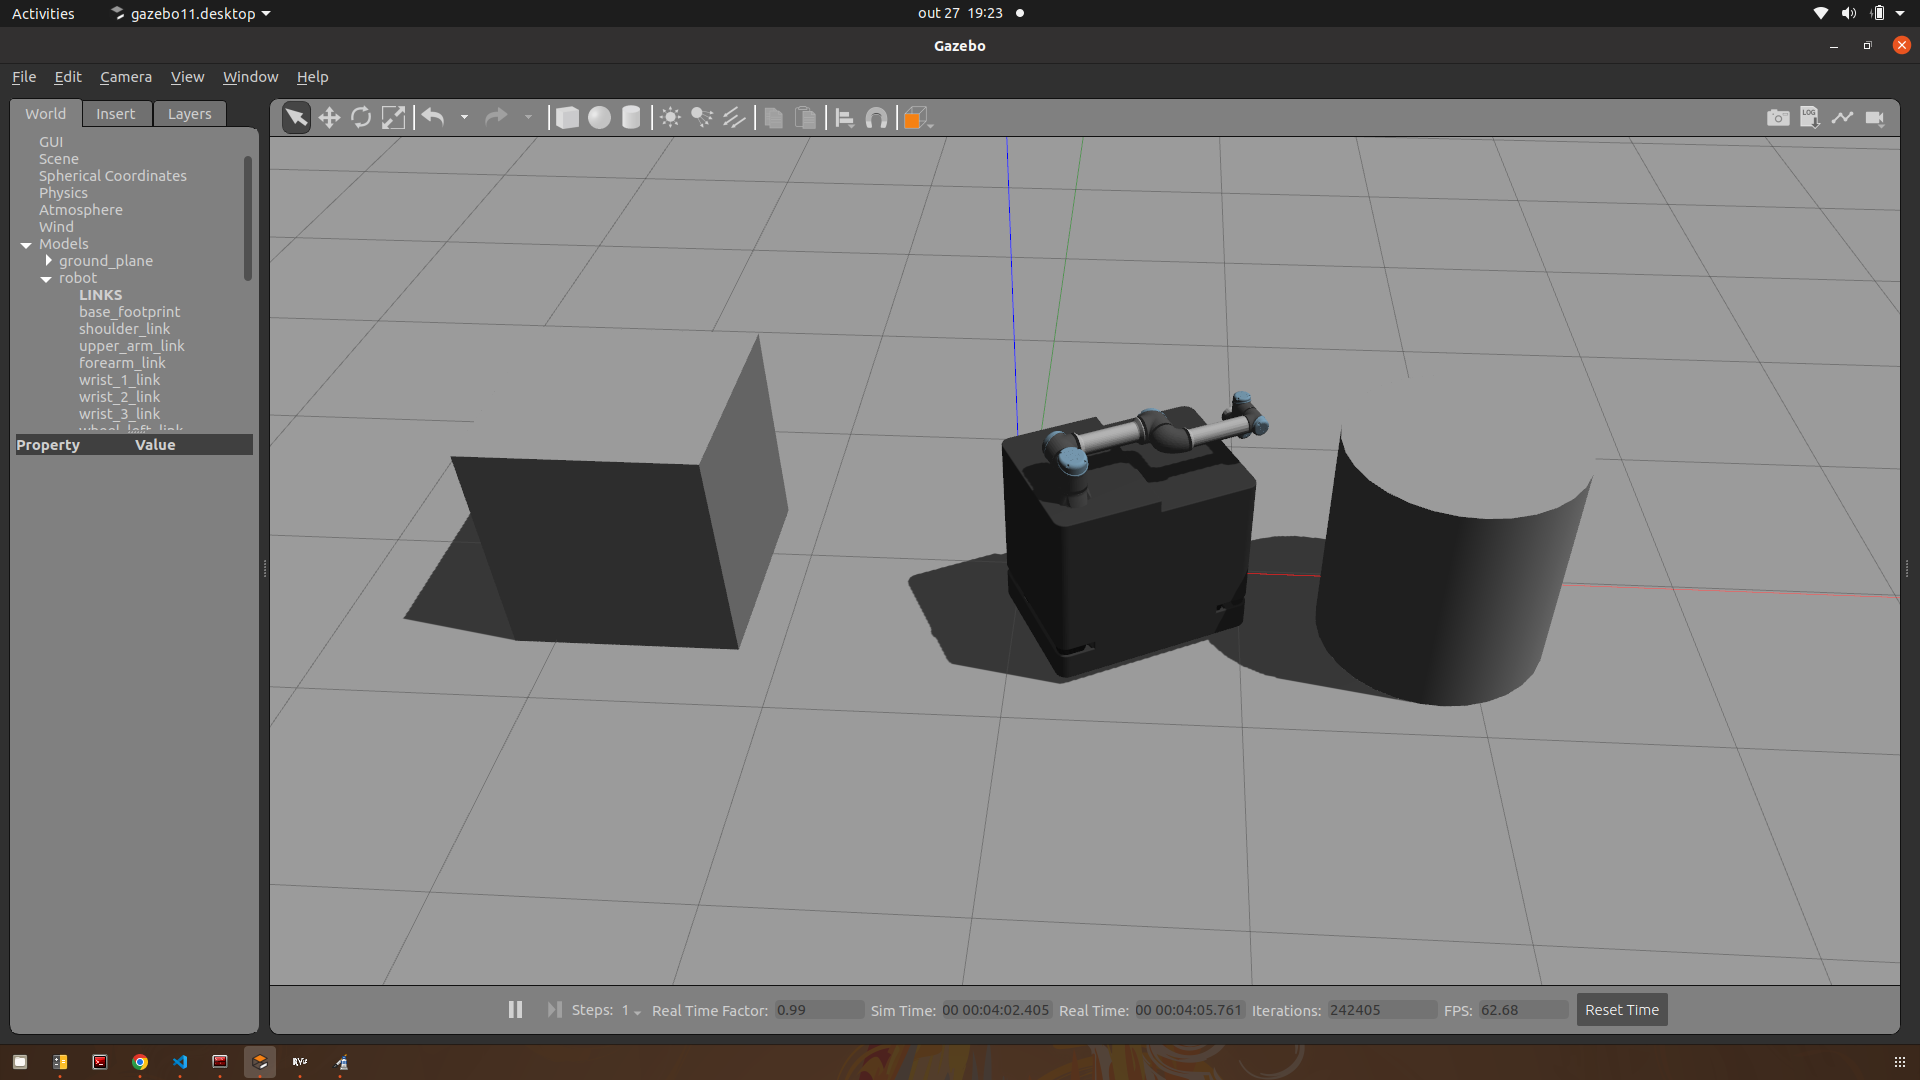 Activities gazebo11.desktop out 27 19:23
Gazebo
File Edit Camera View Window Help
World Insert Layers
GUI
Scene
Spherical Coordinates
Physics
Atmosphere
Wind
Models
ground_plane
robot
LINKS
base_footprint
shoulder_link
upper_arm_link
forearm_link
wrist_1_link
wrist_2_link
wrist_3_link
wheel_left_link
Property Value
LOG
Steps: 1 Real Time Factor: 0.99 Sim Time: 00 00:04:02.405 Real Time: 00 00:04:05.761 Iterations: 242405 FPS: 62.68 Reset Time
RViz